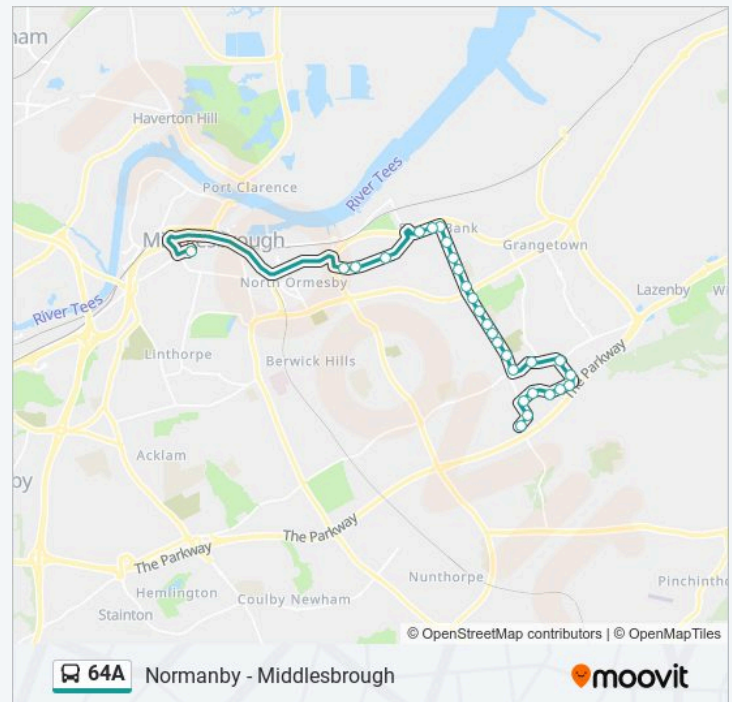 ham
Haverton Hill
Port Clarence
River Tees
Middlesbrough
Bank
Grangetown
North Ormesby
Lazenby
W
River Tees
Linthorpe
Berwick Hills
The Parkway
by
Acklam
The Parkway
The Parkway
Hemlington
Nunthorpe
Pinchintho
Coulby Newham
Stainton
© OpenStreetMap contributors | © OpenMapTiles
64A Normanby - Middlesbrough
moovit